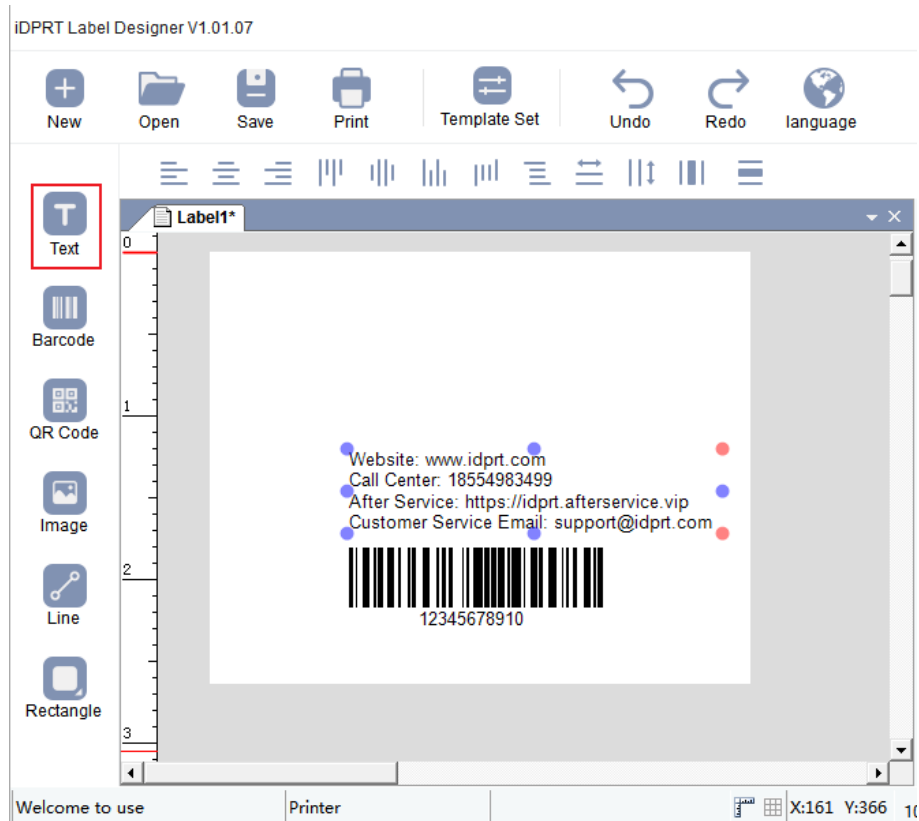 iDPRT Label Designer V1.01.07
New Open Save Print Template Set Undo Redo language
Label1*
Text
Barcode
QR Code
Image
Line
Rectangle
0
1
2
3
Website: www.idprt.com
Call Center: 18554983499
After Service: https://idprt.afterservice.vip
Customer Service Email: support@idprt.com
12345678910
Welcome to use Printer X:161 Y:366 10